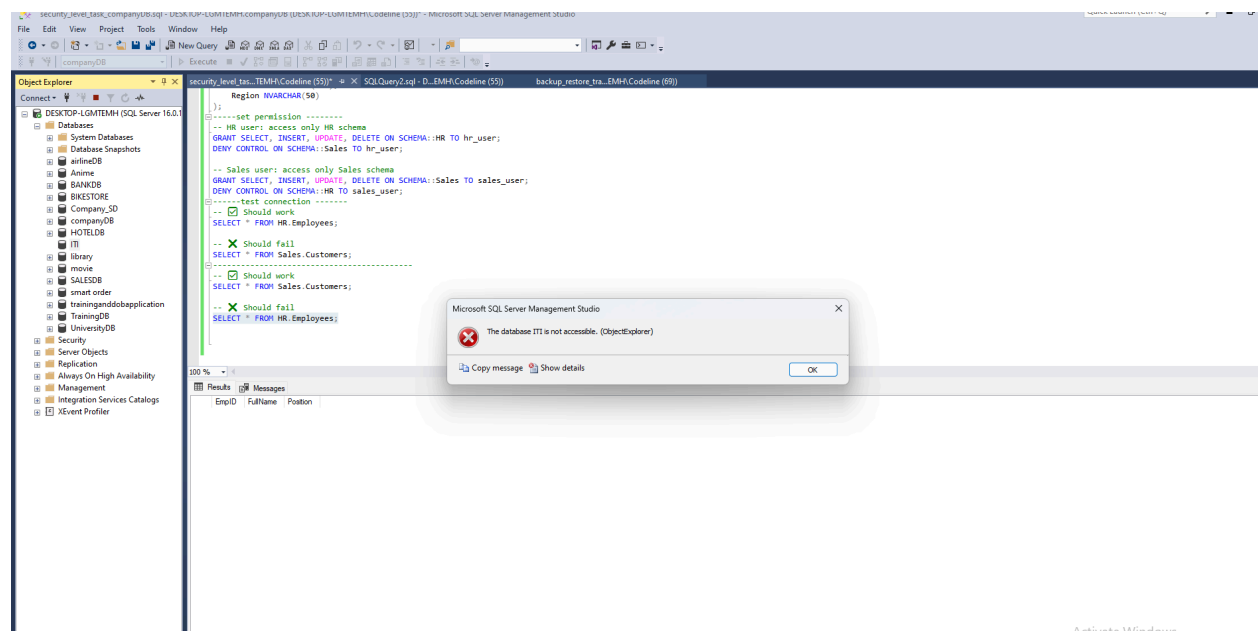 security_level_task_companyDB.sql - DESKTOP-LGMTEMH.companyDB (DESKTOP-LGMTEMH\Codeline (55))* - Microsoft SQL Server Management Studio
Quick Launch (Ctrl+Q)
File Edit View Project Tools Window Help
New Query
companyDB
Execute
Object Explorer
security_level_tas...TEMH\Codeline (55))* SQLQuery2.sql - D...EMH\Codeline (55)) backup_restore_tra...EMH\Codeline (69))
Connect
DESKTOP-LGMTEMH (SQL Server 16.0.1
Databases
System Databases
Database Snapshots
airlineDB
Anime
BANKDB
BIKESTORE
Company_SD
companyDB
HOTELDB
ITI
library
movie
SALESDB
smart order
traininganddobapplication
TrainingDB
UniversityDB
Security
Server Objects
Replication
Always On High Availability
Management
Integration Services Catalogs
XEvent Profiler
Region NVARCHAR(50)
);
-----set permission --------
-- HR user: access only HR schema
GRANT SELECT, INSERT, UPDATE, DELETE ON SCHEMA::HR TO hr_user;
DENY CONTROL ON SCHEMA::Sales TO hr_user;
-- Sales user: access only Sales schema
GRANT SELECT, INSERT, UPDATE, DELETE ON SCHEMA::Sales TO sales_user;
DENY CONTROL ON SCHEMA::HR TO sales_user;
------test connection -------
-- ✅ Should work
SELECT * FROM HR.Employees;
-- ❌ Should fail
SELECT * FROM Sales.Customers;
-------------------------------------------
-- ✅ Should work
SELECT * FROM Sales.Customers;
-- ❌ Should fail
SELECT * FROM HR.Employees;
100 %
Results Messages
EmpID FullName Position
Microsoft SQL Server Management Studio
The database ITI is not accessible. (ObjectExplorer)
Copy message Show details OK
Activate Windows